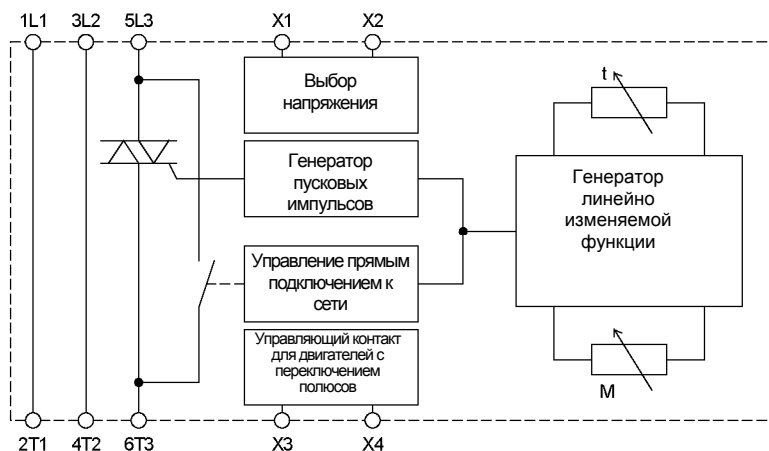 1L1 3L2 5L3 X1 X2
Выбор
напряжения
t
Генератор
пусковых
импульсов
Генератор
линейно
изменяемой
функции
Управление прямым
подключением к
сети
Управляющий контакт
для двигателей с
переключением
полюсов
M
2T1 4T2 6T3 X3 X4